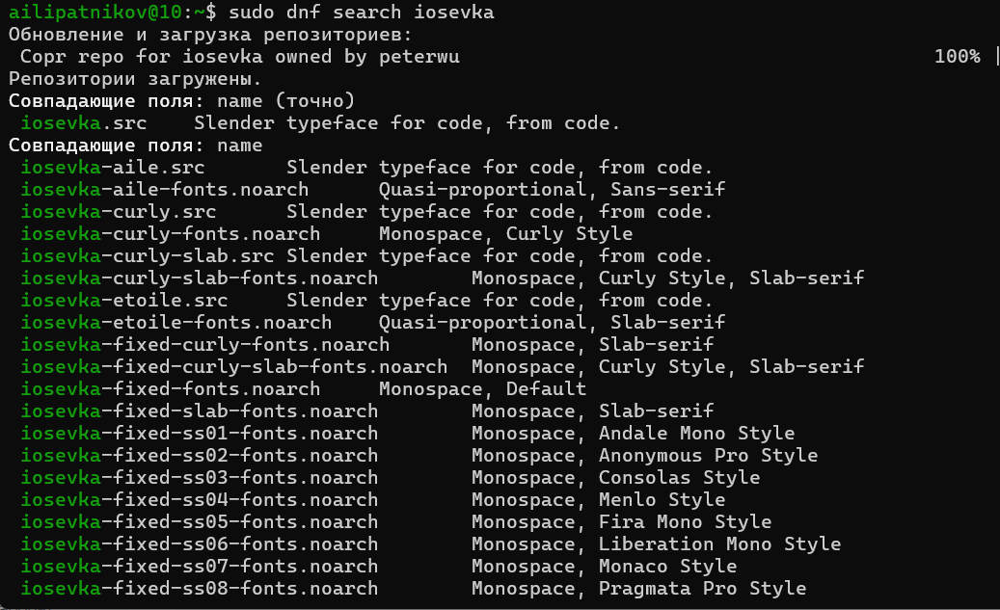 ailipatnikov@10:~$ sudo dnf search iosevka
Обновление и загрузка репозиториев:
Copr repo for iosevka owned by peterwu 100% |
Репозитории загружены.
Совпадающие поля: name (точно)
iosevka.src Slender typeface for code, from code.
Совпадающие поля: name
iosevka-aile.src Slender typeface for code, from code.
iosevka-aile-fonts.noarch Quasi-proportional, Sans-serif
iosevka-curly.src Slender typeface for code, from code.
iosevka-curly-fonts.noarch Monospace, Curly Style
iosevka-curly-slab.src Slender typeface for code, from code.
iosevka-curly-slab-fonts.noarch Monospace, Curly Style, Slab-serif
iosevka-etoile.src Slender typeface for code, from code.
iosevka-etoile-fonts.noarch Quasi-proportional, Slab-serif
iosevka-fixed-curly-fonts.noarch Monospace, Slab-serif
iosevka-fixed-curly-slab-fonts.noarch Monospace, Curly Style, Slab-serif
iosevka-fixed-fonts.noarch Monospace, Default
iosevka-fixed-slab-fonts.noarch Monospace, Slab-serif
iosevka-fixed-ss01-fonts.noarch Monospace, Andale Mono Style
iosevka-fixed-ss02-fonts.noarch Monospace, Anonymous Pro Style
iosevka-fixed-ss03-fonts.noarch Monospace, Consolas Style
iosevka-fixed-ss04-fonts.noarch Monospace, Menlo Style
iosevka-fixed-ss05-fonts.noarch Monospace, Fira Mono Style
iosevka-fixed-ss06-fonts.noarch Monospace, Liberation Mono Style
iosevka-fixed-ss07-fonts.noarch Monospace, Monaco Style
iosevka-fixed-ss08-fonts.noarch Monospace, Pragmata Pro Style